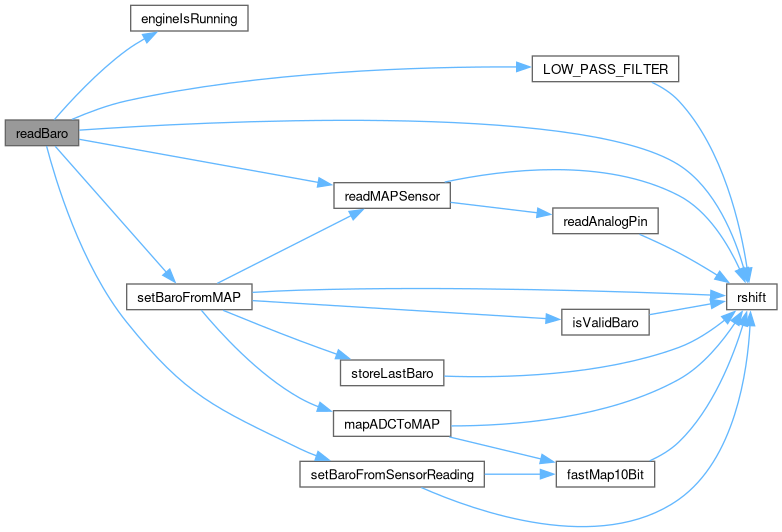 engineIsRunning
LOW_PASS_FILTER
readBaro
readMAPSensor
readAnalogPin
setBaroFromMAP
rshift
isValidBaro
storeLastBaro
mapADCToMAP
setBaroFromSensorReading
fastMap10Bit